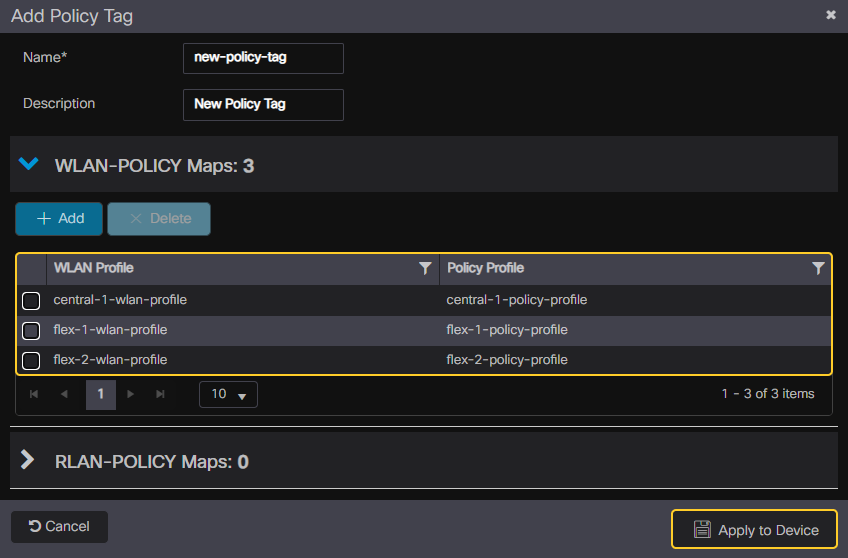 Add Policy Tag
Name* new-policy-tag
Description New Policy Tag
WLAN-POLICY Maps: 3
Add Delete
WLAN Profile Policy Profile
central-1-wlan-profile central-1-policy-profile
flex-1-wlan-profile flex-1-policy-profile
flex-2-wlan-profile flex-2-policy-profile
1 10 1 - 3 of 3 items
RLAN-POLICY Maps: 0
Cancel Apply to Device